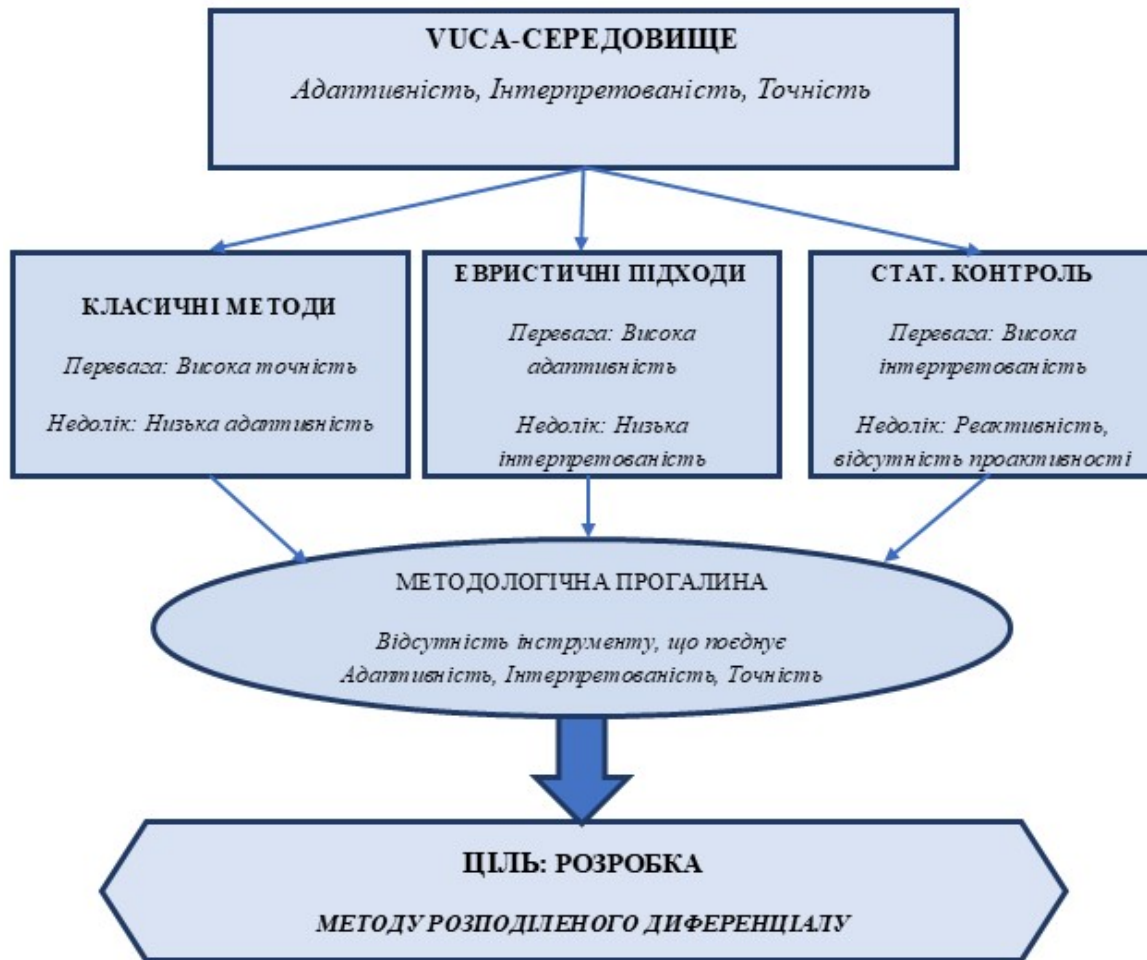 VUCA-СЕРЕДОВИЩЕ
Адаптивність, Інтерпретованість, Точність
КЛАСИЧНІ МЕТОДИ
Перевага: Висока точність
Недолік: Низька адаптивність
ЕВРИСТИЧНІ ПІДХОДИ
Перевага: Висока
адаптивність
Недолік: Низька
інтерпретованість
СТАТ. КОНТРОЛЬ
Перевага: Висока
інтерпретованість
Недолік: Реактивність,
відсутність проактивності
МЕТОДОЛОГІЧНА ПРОГАЛИНА
Відсутність інструменту, що поєднує
Адаптивність, Інтерпретованість, Точність
ЦІЛЬ: РОЗРОБКА
МЕТОДУ РОЗПОДІЛЕНОГО ДИФЕРЕНЦІАЛУ